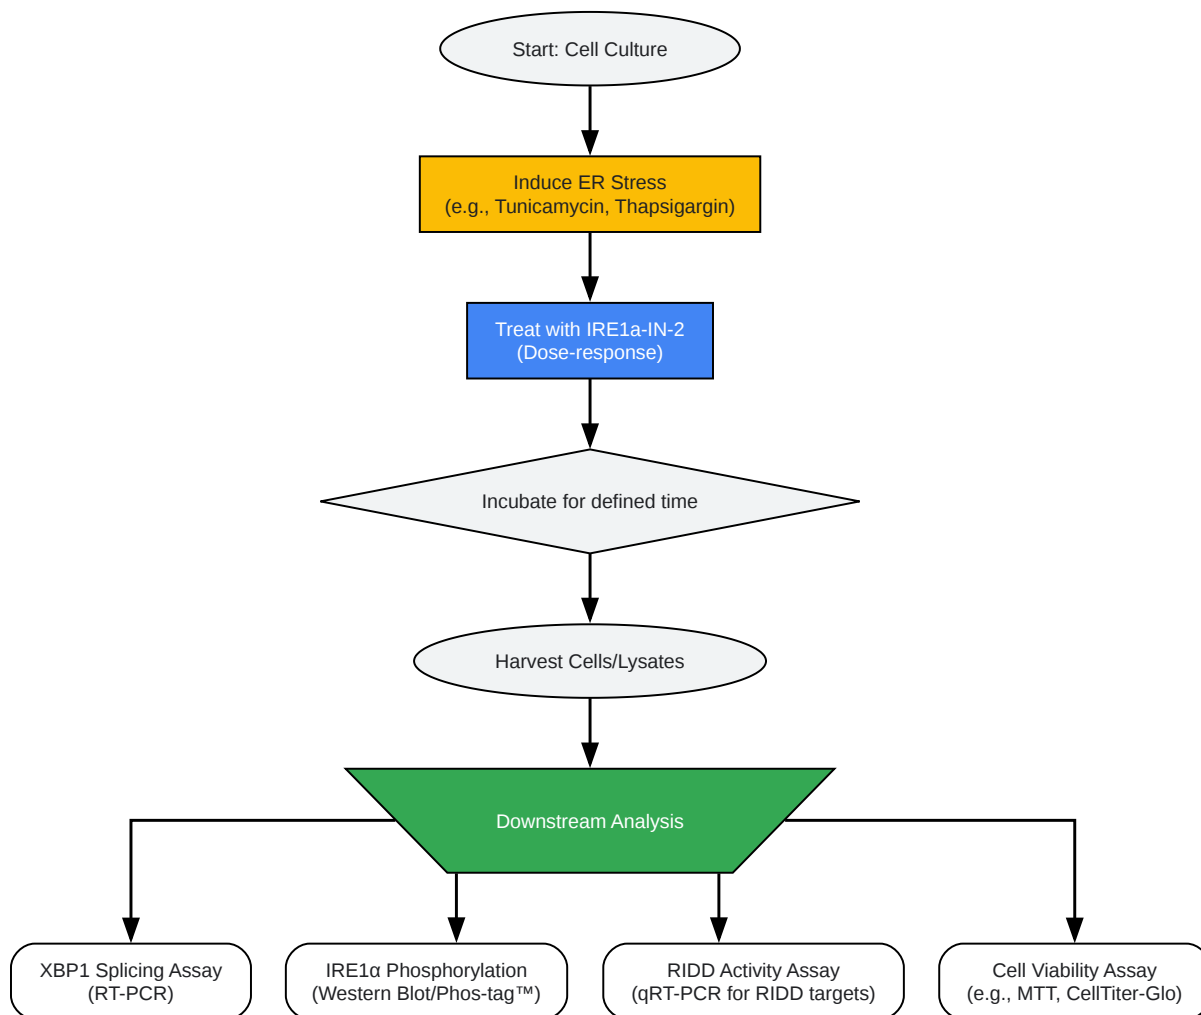 Start: Cell Culture
Induce ER Stress
(e.g., Tunicamycin, Thapsigargin)
Treat with IRE1a-IN-2
(Dose-response)
Incubate for defined time
Harvest Cells/Lysates
Downstream Analysis
XBP1 Splicing Assay
(RT-PCR)
IRE1α Phosphorylation
(Western Blot/Phos-tag™)
RIDD Activity Assay
(qRT-PCR for RIDD targets)
Cell Viability Assay
(e.g., MTT, CellTiter-Glo)